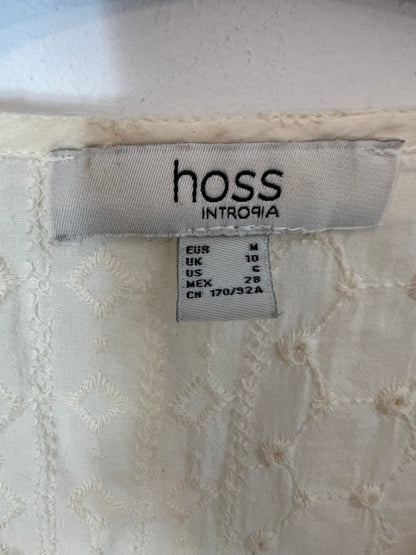 hoss
INTROPIA
EUR M
UK 10
US 6
MEX 28
CN 170/92A